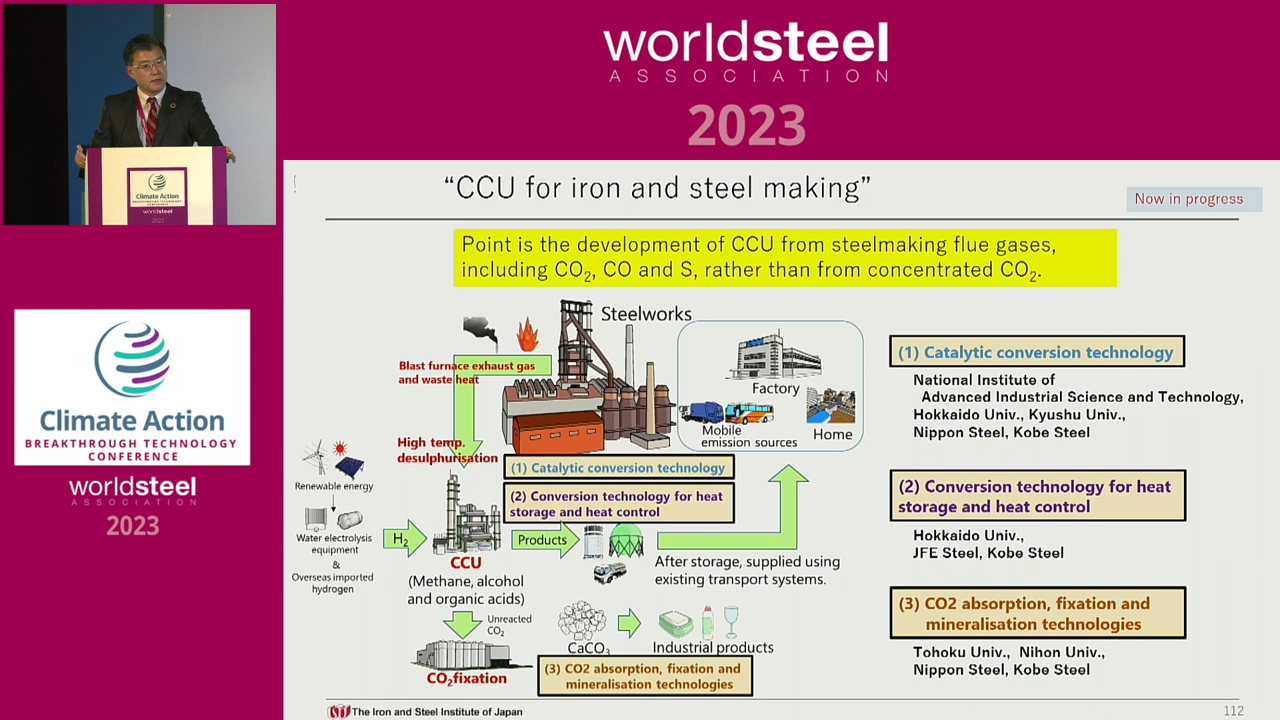 worldsteel
ASSOCIATION
2023
Climate Action
BREAKTHROUGH TECHNOLOGY
CONFERENCE
worldsteel
2023
Climate Action
BREAKTHROUGH TECHNOLOGY
CONFERENCE
worldsteel
ASSOCIATION
2023
“CCU for iron and steel making”
Now in progress
Point is the development of CCU from steelmaking flue gases,
including CO₂, CO and S, rather than from concentrated CO₂.
Steelworks
Blast furnace exhaust gas
and waste heat
Factory
Mobile
emission sources
Home
High temp.
desulphurisation
(1) Catalytic conversion technology
(2) Conversion technology for heat
storage and heat control
Renewable energy
Water electrolysis
equipment
&
Overseas imported
hydrogen
H₂
Products
CCU
(Methane, alcohol
and organic acids)
After storage, supplied using
existing transport systems.
Unreacted
CO₂
CaCO₃
Industrial products
CO₂fixation
(3) CO2 absorption, fixation and
mineralisation technologies
(1) Catalytic conversion technology
National Institute of
Advanced Industrial Science and Technology,
Hokkaido Univ., Kyushu Univ.,
Nippon Steel, Kobe Steel
(2) Conversion technology for heat
storage and heat control
Hokkaido Univ.,
JFE Steel, Kobe Steel
(3) CO2 absorption, fixation and
mineralisation technologies
Tohoku Univ., Nihon Univ.,
Nippon Steel, Kobe Steel
The Iron and Steel Institute of Japan
112